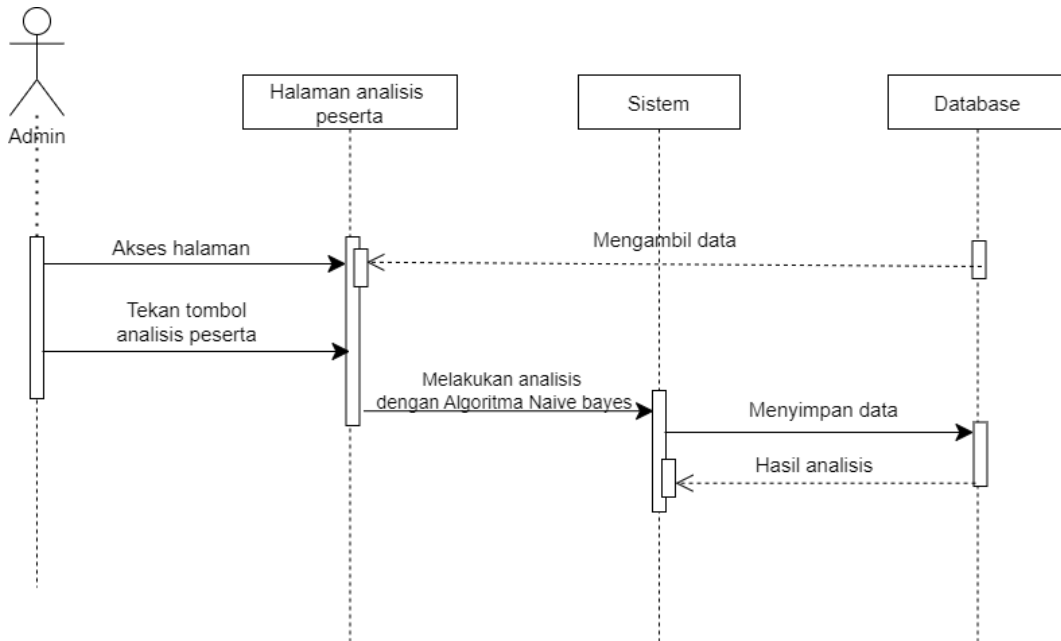 Admin
Halaman analisis
peserta
Sistem
Database
Akses halaman
Mengambil data
Tekan tombol
analisis peserta
Melakukan analisis
dengan Algoritma Naive bayes
Menyimpan data
Hasil analisis